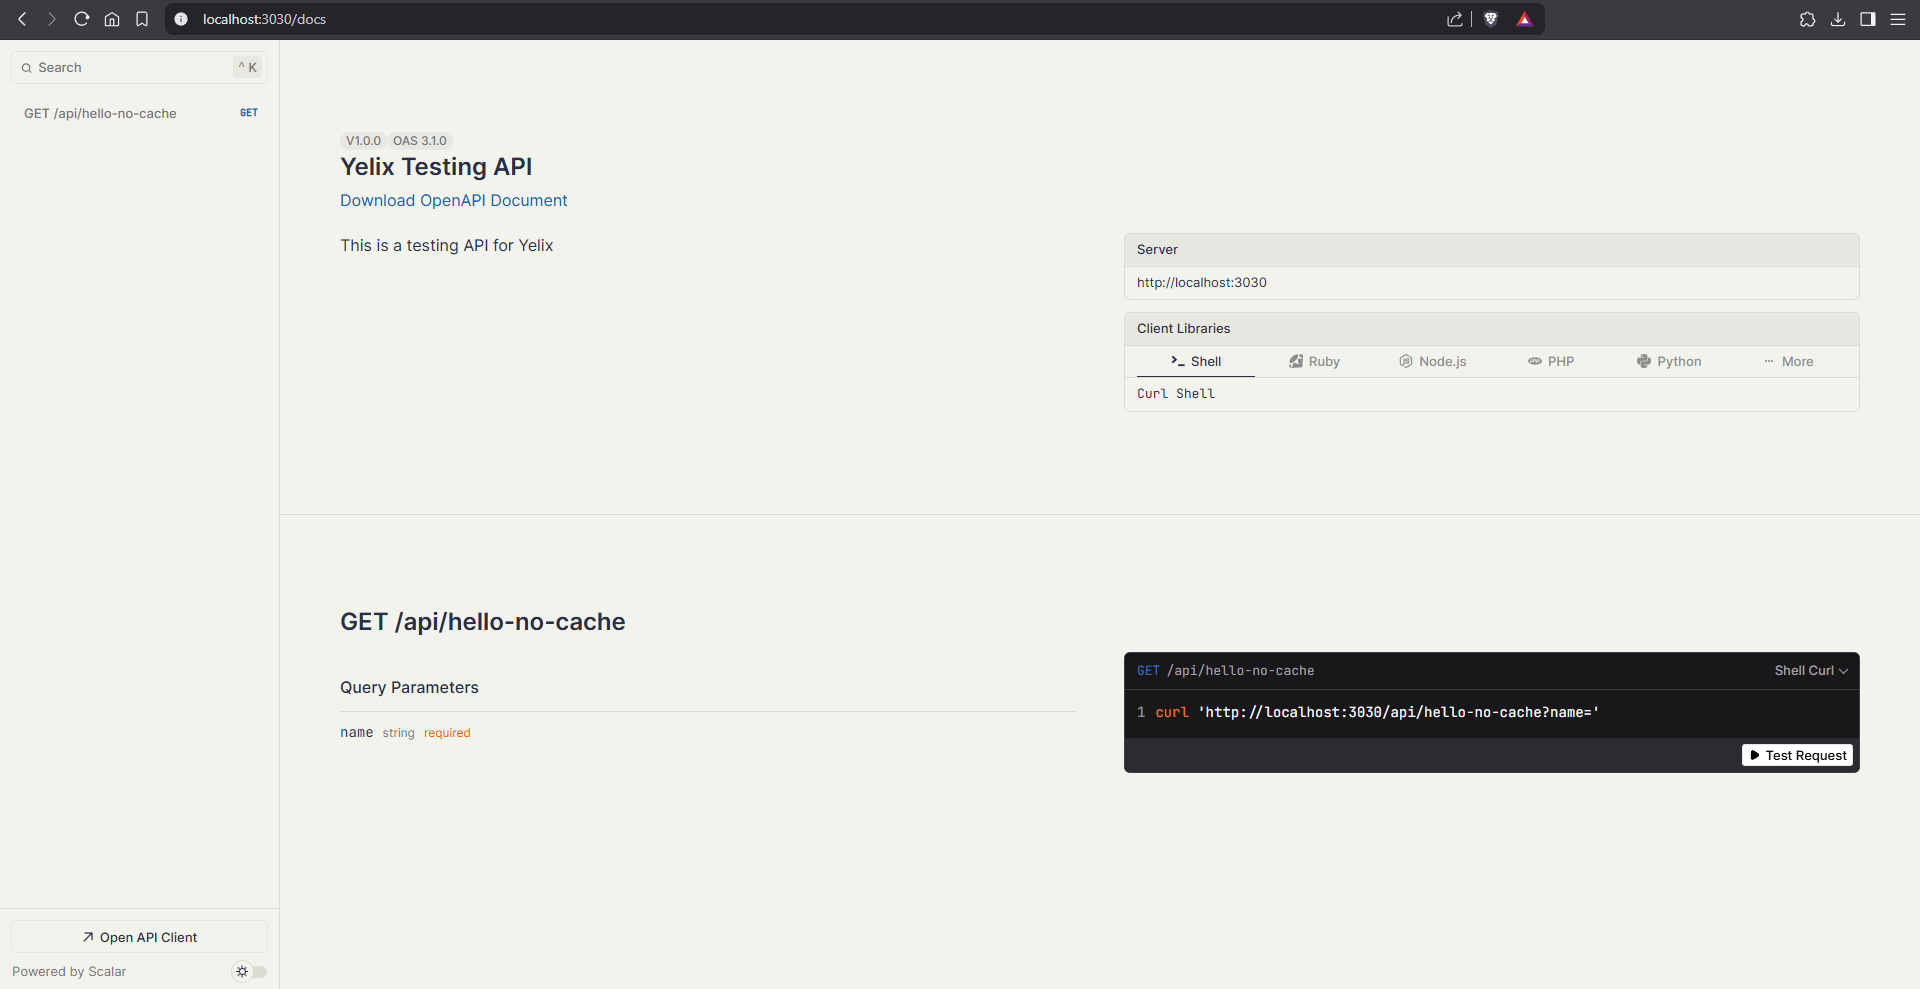 localhost:3030/docs
Search
^ K
GET /api/hello-no-cache GET
V1.0.0 OAS 3.1.0
Yelix Testing API
Download OpenAPI Document
This is a testing API for Yelix
Server
http://localhost:3030
Client Libraries
Shell Ruby Node.js PHP Python More
Curl Shell
GET /api/hello-no-cache
Query Parameters
name string required
GET /api/hello-no-cache Shell Curl
1 curl 'http://localhost:3030/api/hello-no-cache?name='
Test Request
Open API Client
Powered by Scalar